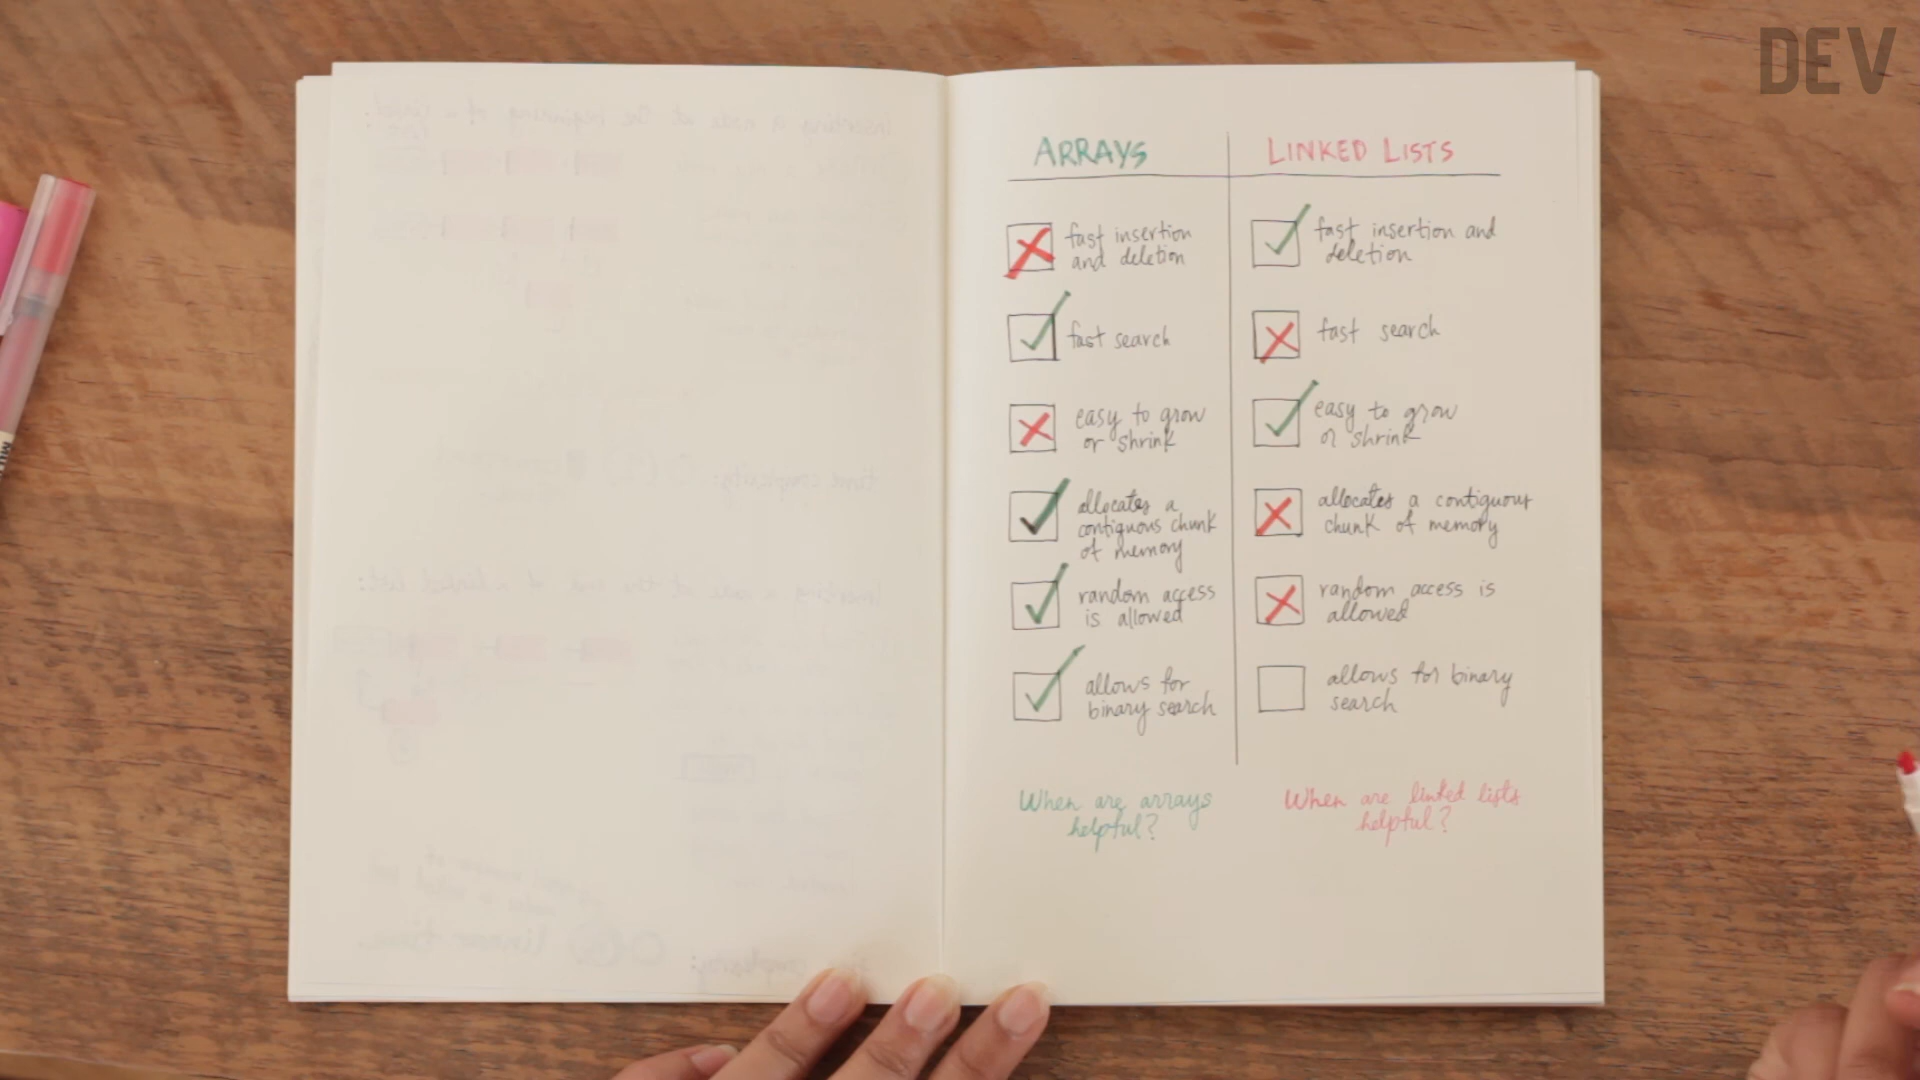 DEV
ARRAYS
fast insertion
and deletion
fast search
easy to grow
or shrink
allocates a
contiguous chunk
of memory
random access
is allowed
allows for
binary search
When are arrays
helpful?
LINKED LISTS
fast insertion and
deletion
fast search
easy to grow
or shrink
allocates a contiguous
chunk of memory
random access is
allowed
allows for binary
search
When are linked lists
helpful?